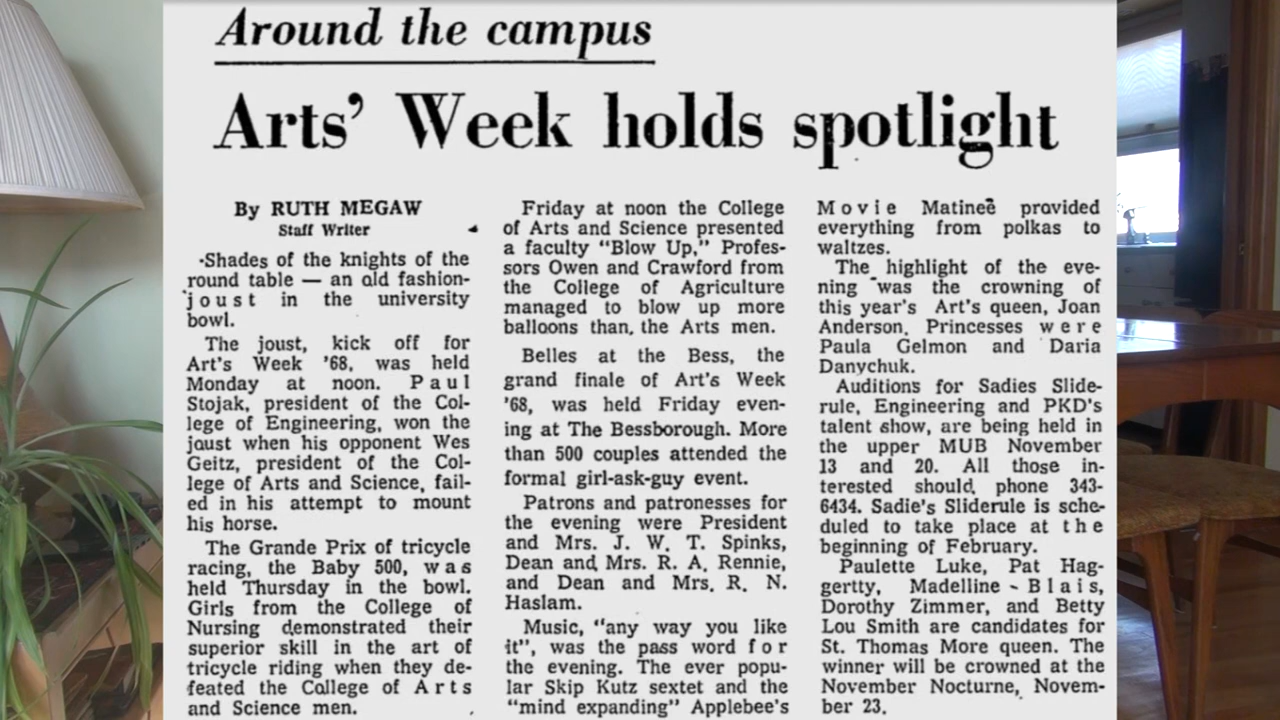 Around the campus
Arts' Week holds spotlight
By RUTH MEGAW
Staff Writer
Shades of the knights of the
round table — an old fashion-
joust in the university
bowl.
The joust, kick off for
Art's Week '68, was held
Monday at noon. Paul
Stojak, president of the Col-
lege of Engineering, won the
joust when his opponent Wes
Geitz, president of the Col-
lege of Arts and Science, fail-
ed in his attempt to mount
his horse.
The Grande Prix of tricycle
racing, the Baby 500, was
held Thursday in the bowl.
Girls from the College of
Nursing demonstrated their
superior skill in the art of
tricycle riding when they de-
feated the College of Arts
and Science men.
Friday at noon the College
of Arts and Science presented
a faculty "Blow Up," Profes-
sors Owen and Crawford from
the College of Agriculture
managed to blow up more
balloons than, the Arts men.
Belles at the Bess, the
grand finale of Art's Week
'68, was held Friday even-
ing at The Bessborough. More
than 500 couples attended the
formal girl-ask-guy event.
Patrons and patronesses for
the evening were President
and Mrs. J. W. T. Spinks,
Dean and Mrs. R. A. Rennie,
and Dean and Mrs. R. N.
Haslam.
Music, "any way you like
it", was the pass word for
the evening. The ever popu-
lar Skip Kutz sextet and the
"mind expanding" Applebee's
Movie Matinee provided
everything from polkas to
waltzes.
The highlight of the eve-
ning was the crowning of
this year's Art's queen, Joan
Anderson. Princesses were
Paula Gelmon and Daria
Danychuk.
Auditions for Sadies Slide-
rule, Engineering and PKD's
talent show, are being held in
the upper MUB November
13 and 20. All those in-
terested should phone 343-
6434. Sadie's Sliderule is sche-
duled to take place at the
beginning of February.
Paulette Luke, Pat Hag-
gertty, Madelline - Blais,
Dorothy Zimmer, and Betty
Lou Smith are candidates for
St. Thomas More queen. The
winner will be crowned at the
November Nocturne, Novem-
ber 23.